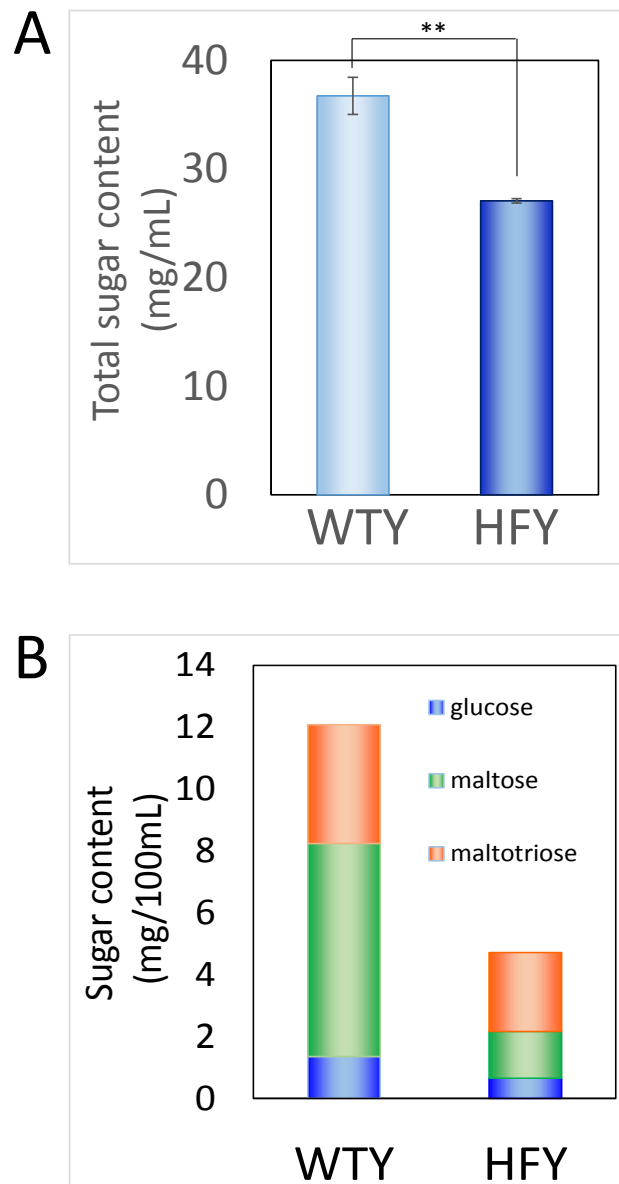 A
**
40
30
20
10
0
Total sugar content
(mg/mL)
WTY HFY
B
14
12
10
8
6
4
2
0
Sugar content
(mg/100mL)
glucose
maltose
maltotriose
WTY HFY